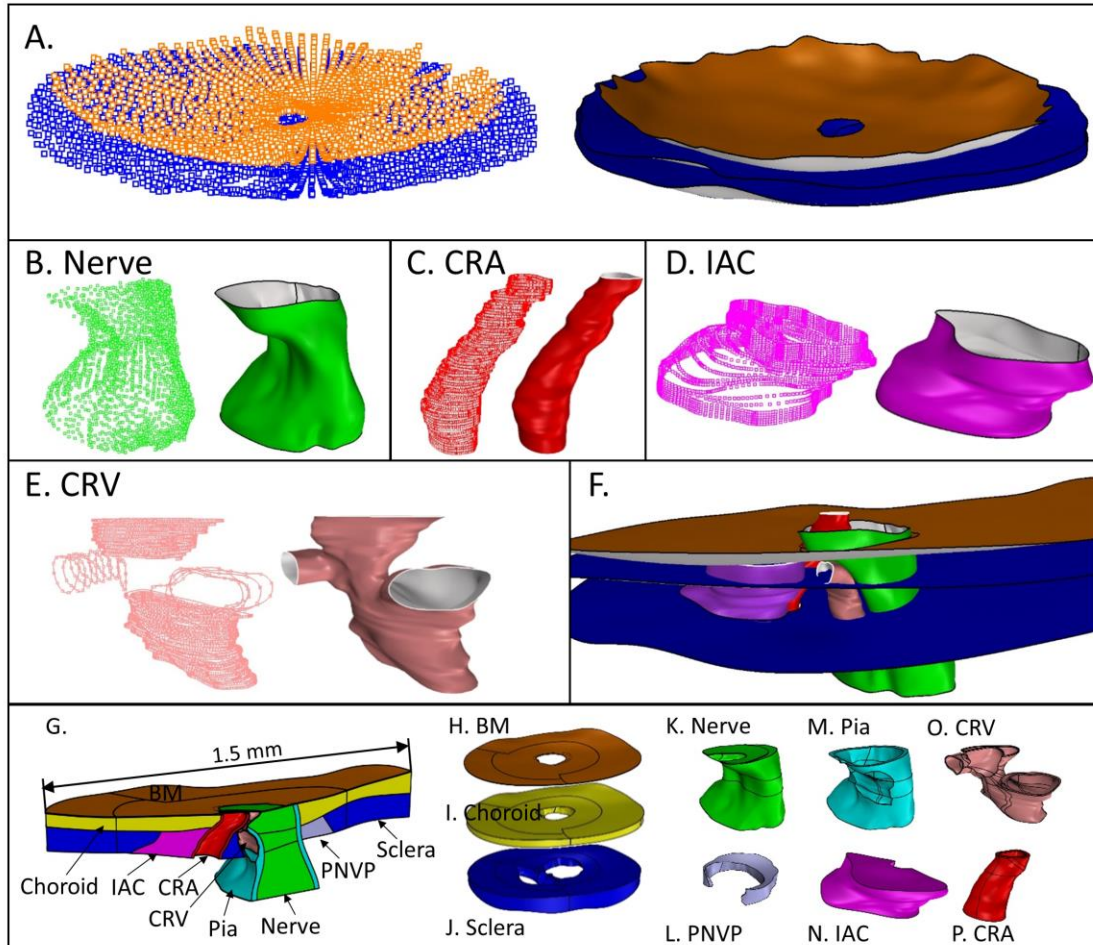 A.
B. Nerve
C. CRA
D. IAC
E. CRV
F.
G.
1.5 mm
BM
Choroid
IAC
CRA
CRV
Pia
Nerve
PNVP
Sclera
H. BM
I. Choroid
J. Sclera
K. Nerve
L. PNVP
M. Pia
N. IAC
O. CRV
P. CRA